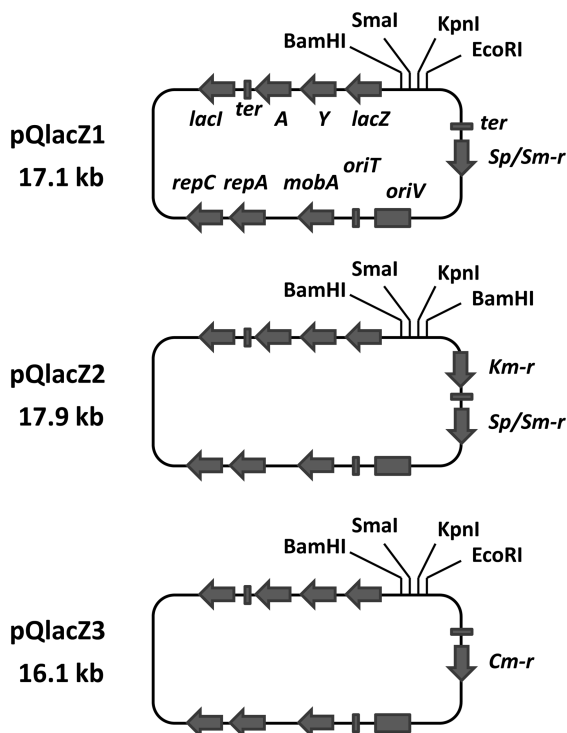 SmaI
KpnI
BamHI
EcoRI
pQlacZ1
17.1 kb
lacI
ter
A
Y
lacZ
ter
Sp/Sm-r
repC
repA
mobA
oriT
oriV
SmaI
KpnI
BamHI
BamHI
pQlacZ2
17.9 kb
Km-r
Sp/Sm-r
SmaI
KpnI
BamHI
EcoRI
pQlacZ3
16.1 kb
Cm-r